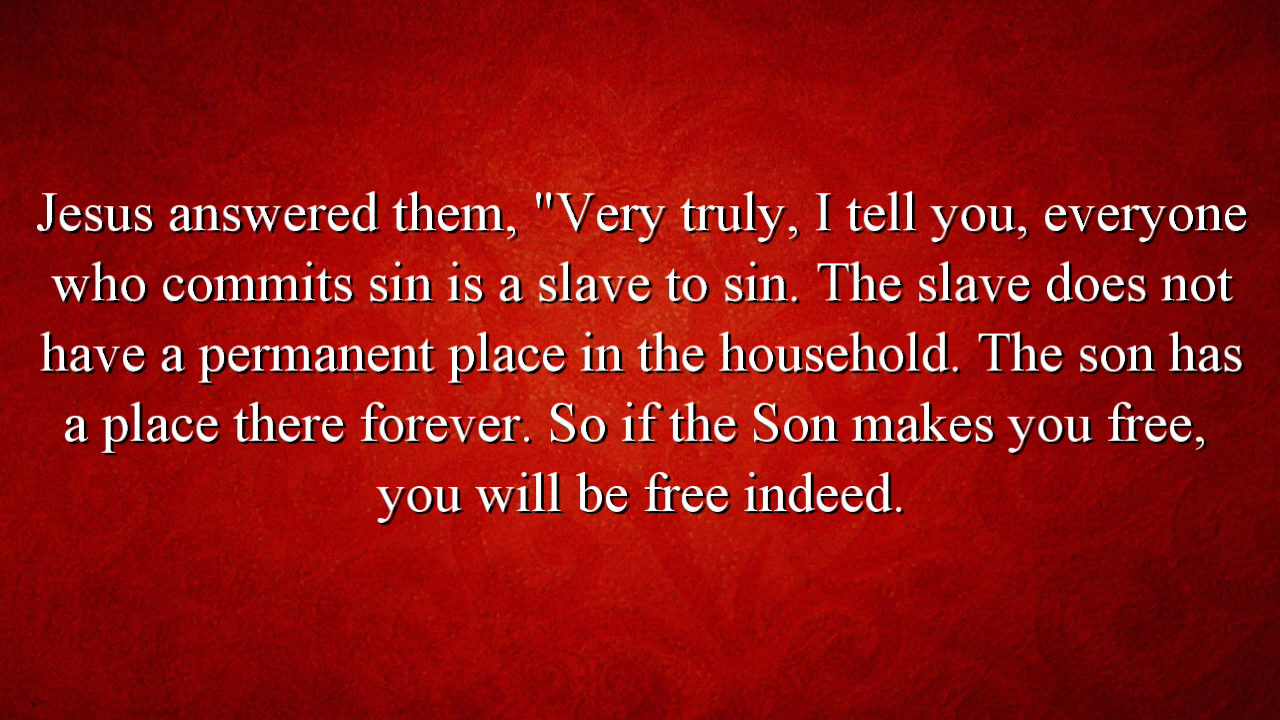 Jesus answered them, "Very truly, I tell you, everyone
who commits sin is a slave to sin. The slave does not
have a permanent place in the household. The son has
a place there forever. So if the Son makes you free,
you will be free indeed.